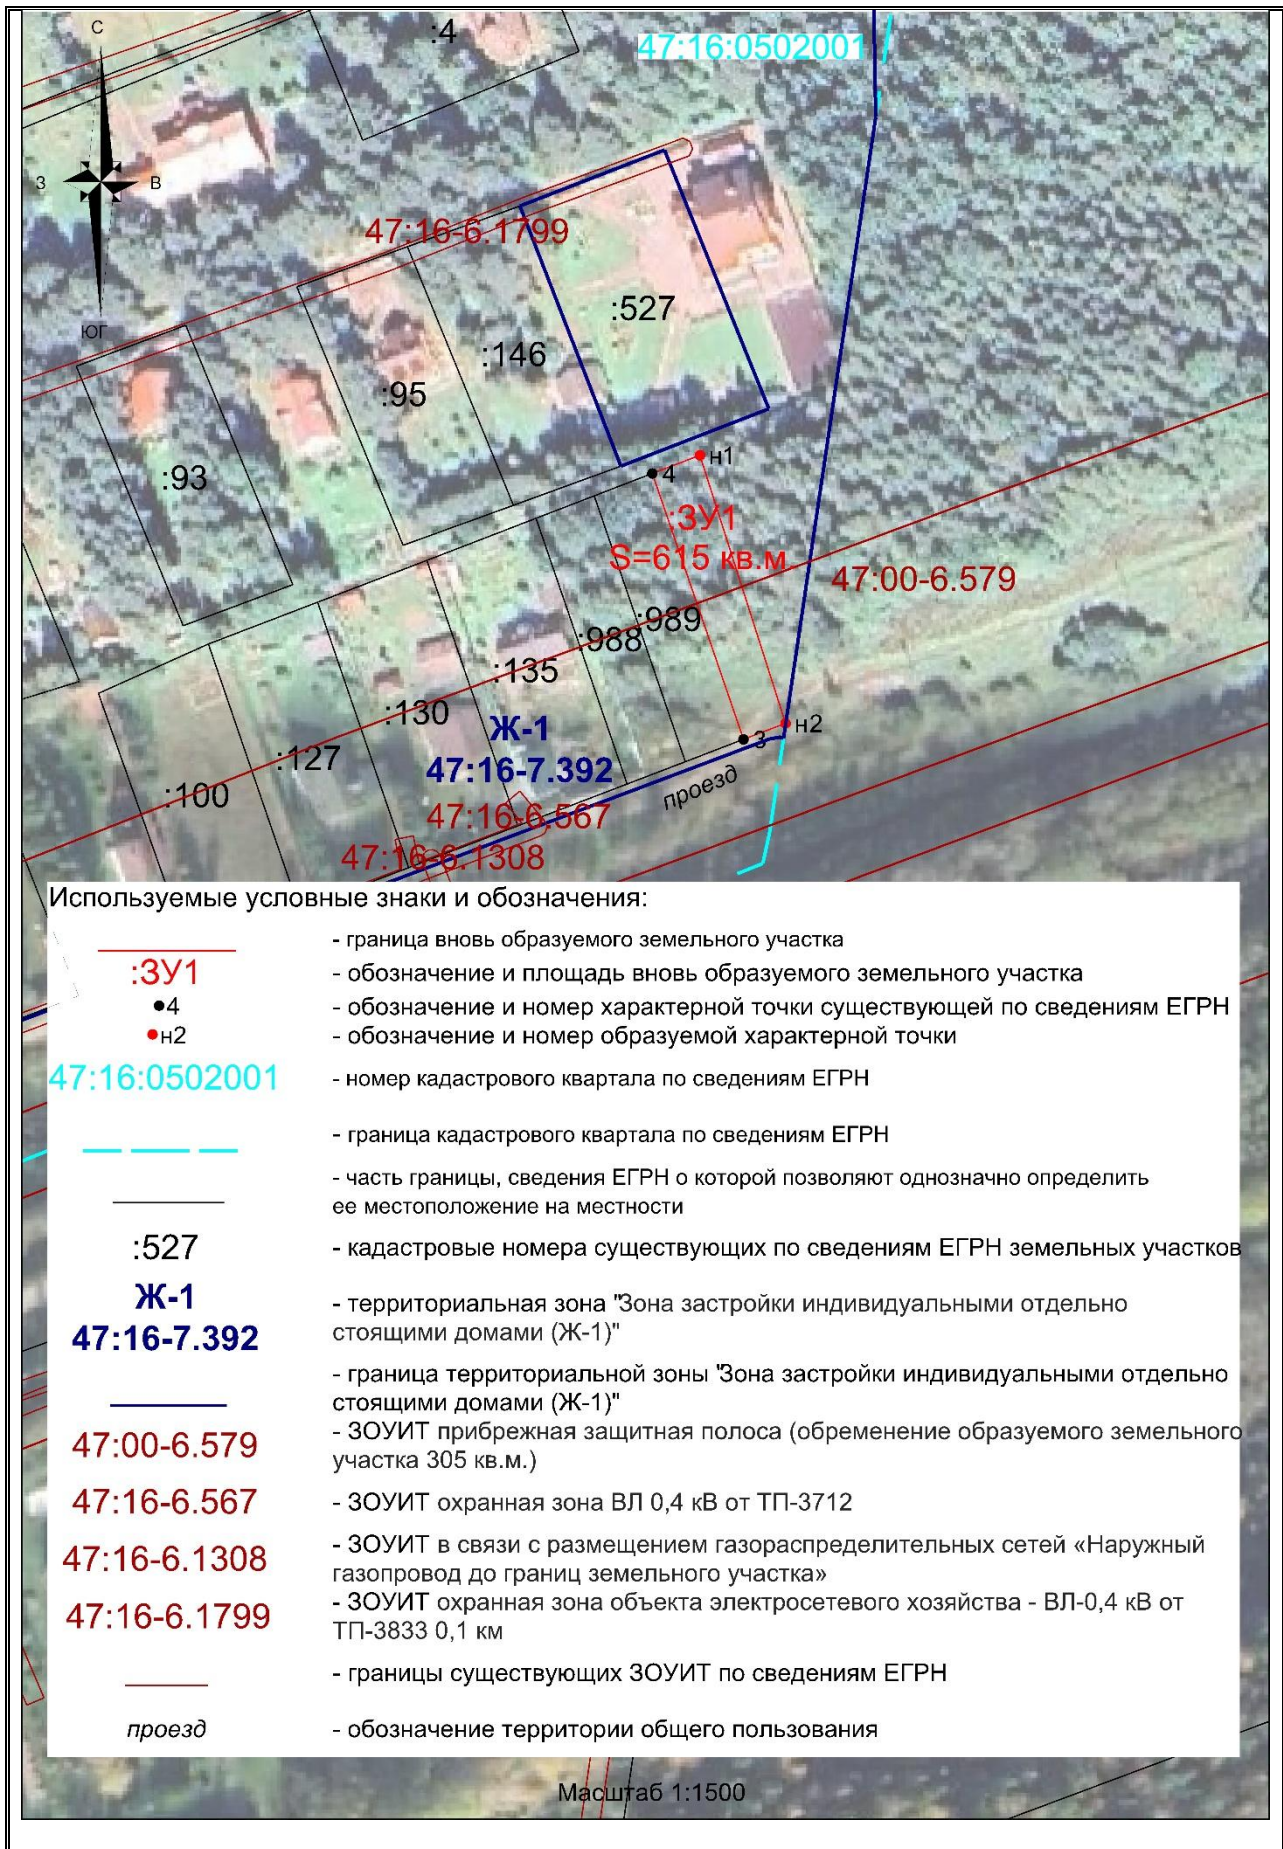 С
:4
47:16:0502001
З
В
ЮГ
47:16-6.1799
:527
:146
:95
:93
н1
4
:ЗУ1
S=615 кв.м.
47:00-6.579
:989
:988
:135
:130
Ж-1
47:16-7.392
н2
3
:127
проезд
:100
47:16-6.567
47:16-6.1308
Используемые условные знаки и обозначения:
- граница вновь образуемого земельного участка
:ЗУ1 - обозначение и площадь вновь образуемого земельного участка
4 - обозначение и номер характерной точки существующей по сведениям ЕГРН
н2 - обозначение и номер образуемой характерной точки
47:16:0502001 - номер кадастрового квартала по сведениям ЕГРН
- граница кадастрового квартала по сведениям ЕГРН
- часть границы, сведения ЕГРН о которой позволяют однозначно определить
ее местоположение на местности
:527 - кадастровые номера существующих по сведениям ЕГРН земельных участков
Ж-1
47:16-7.392
- территориальная зона "Зона застройки индивидуальными отдельно
стоящими домами (Ж-1)"
- граница территориальной зоны "Зона застройки индивидуальными отдельно
стоящими домами (Ж-1)"
47:00-6.579 - ЗОУИТ прибрежная защитная полоса (обременение образуемого земельного
участка 305 кв.м.)
47:16-6.567 - ЗОУИТ охранная зона ВЛ 0,4 кВ от ТП-3712
47:16-6.1308 - ЗОУИТ в связи с размещением газораспределительных сетей «Наружный
газопровод до границ земельного участка»
47:16-6.1799 - ЗОУИТ охранная зона объекта электросетевого хозяйства - ВЛ-0,4 кВ от
ТП-3833 0,1 км
- границы существующих ЗОУИТ по сведениям ЕГРН
проезд - обозначение территории общего пользования
Масштаб 1:1500